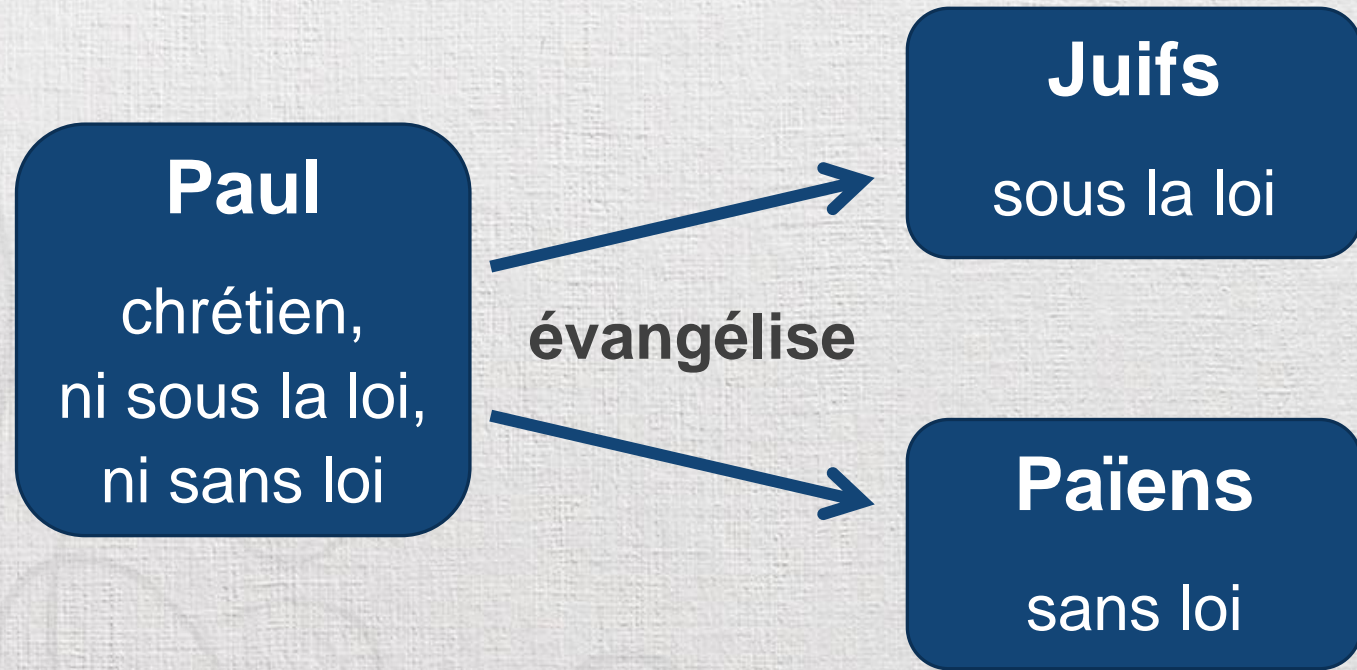 Paul
chrétien,
ni sous la loi,
ni sans loi
évangélise
Juifs
sous la loi
Païens
sans loi